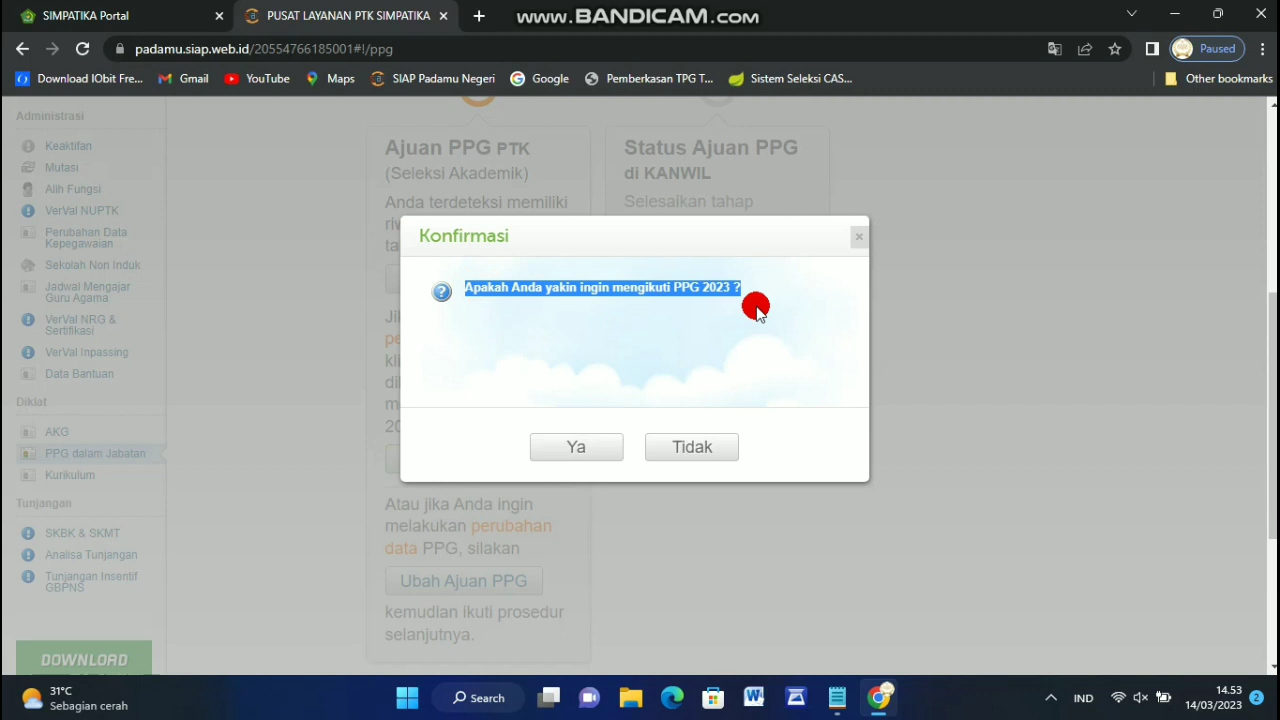 SIMPATIKA Portal
PUSAT LAYANAN PTK SIMPATIKA
www.BANDICAM.com
padamu.siap.web.id/20554766185001#!/ppg
Paused
Download IObit Fre...
Gmail
YouTube
Maps
SIAP Padamu Negeri
Google
Pemberkasan TPG T...
Sistem Seleksi CAS...
Other bookmarks
Administrasi
Keaktifan
Mutasi
Alih Fungsi
VerVal NUPTK
Perubahan Data
Kepegawaian
Sekolah Non Induk
Jadwal Mengajar
Guru Agama
VerVal NRG &
Sertifikasi
VerVal Inpassing
Data Bantuan
Diklat
AKG
PPG dalam Jabatan
Kurikulum
Tunjangan
SKBK & SKMT
Analisa Tunjangan
Tunjangan Insentif
GBPNS
DOWNLOAD
Ajuan PPG PTK
(Seleksi Akademik)
Anda terdeteksi memiliki
Atau jika Anda ingin
melakukan perubahan
data PPG, silakan
Ubah Ajuan PPG
kemudian ikuti prosedur
selanjutnya.
Status Ajuan PPG
di KANWIL
Selesaikan tahap
Konfirmasi
×
Apakah Anda yakin ingin mengikuti PPG 2023 ?
Ya
Tidak
31°C
Sebagian cerah
Search
IND
14.53
14/03/2023
2